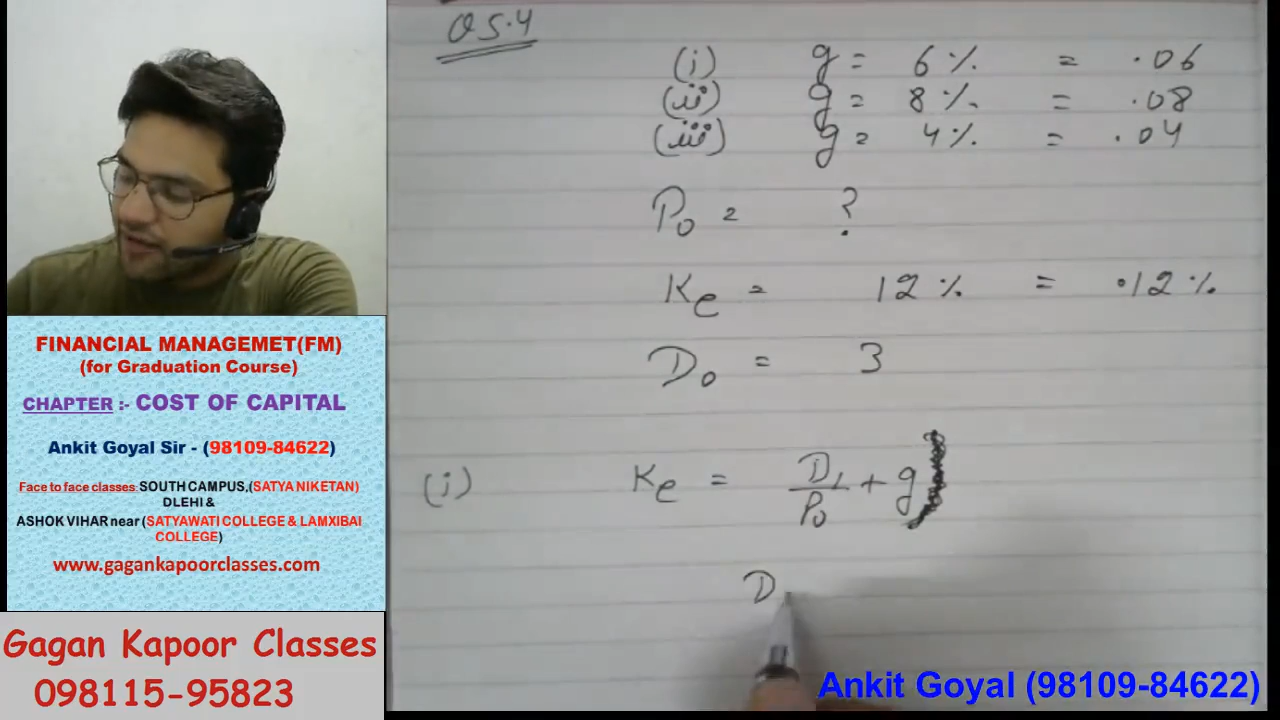 Q 5.4
(i) g = 6% = .06
(ii) g = 8% = .08
(iii) g = 4% = .04
P0 = ?
Ke = 12% = .12%
D0 = 3
(i) Ke = D1/P0 + g
D
FINANCIAL MANAGEMET(FM)
(for Graduation Course)
CHAPTER :- COST OF CAPITAL
Ankit Goyal Sir - (98109-84622)
Face to face classes: SOUTH CAMPUS,(SATYA NIKETAN)
DLEHI &
ASHOK VIHAR near (SATYAWATI COLLEGE & LAMXIBAI
COLLEGE)
www.gagankapoorclasses.com
Gagan Kapoor Classes
098115-95823
Ankit Goyal (98109-84622)